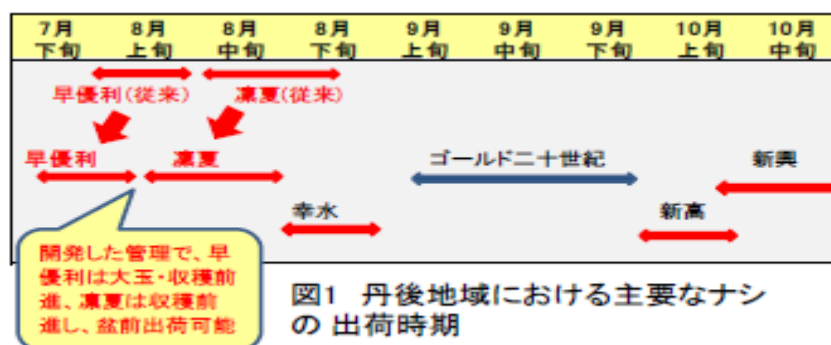 7月 8月 8月 8月 9月 9月 9月 10月 10月
下旬 上旬 中旬 下旬 上旬 中旬 下旬 上旬 中旬
早優利(従来) 凛夏(従来)
早優利 凛夏 ゴールド二十世紀 新興
幸水 新高
開発した管理で、早
優利は大玉・収穫前
進、凛夏は収穫前
進し、盆前出荷可能
図1 丹後地域における主要なナシ
の 出荷時期